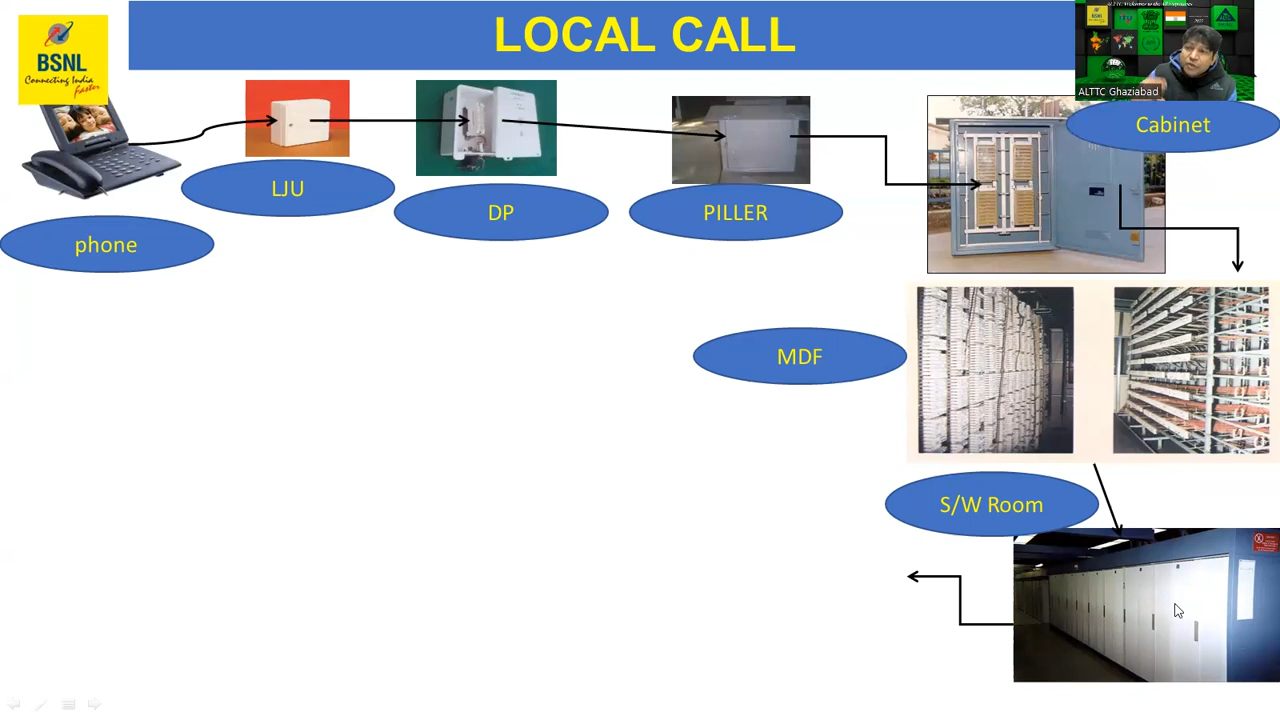 LOCAL CALL
BSNL
Connecting India
faster
ALTTC Ghaziabad
Cabinet
LJU
DP
PILLER
phone
MDF
S/W Room